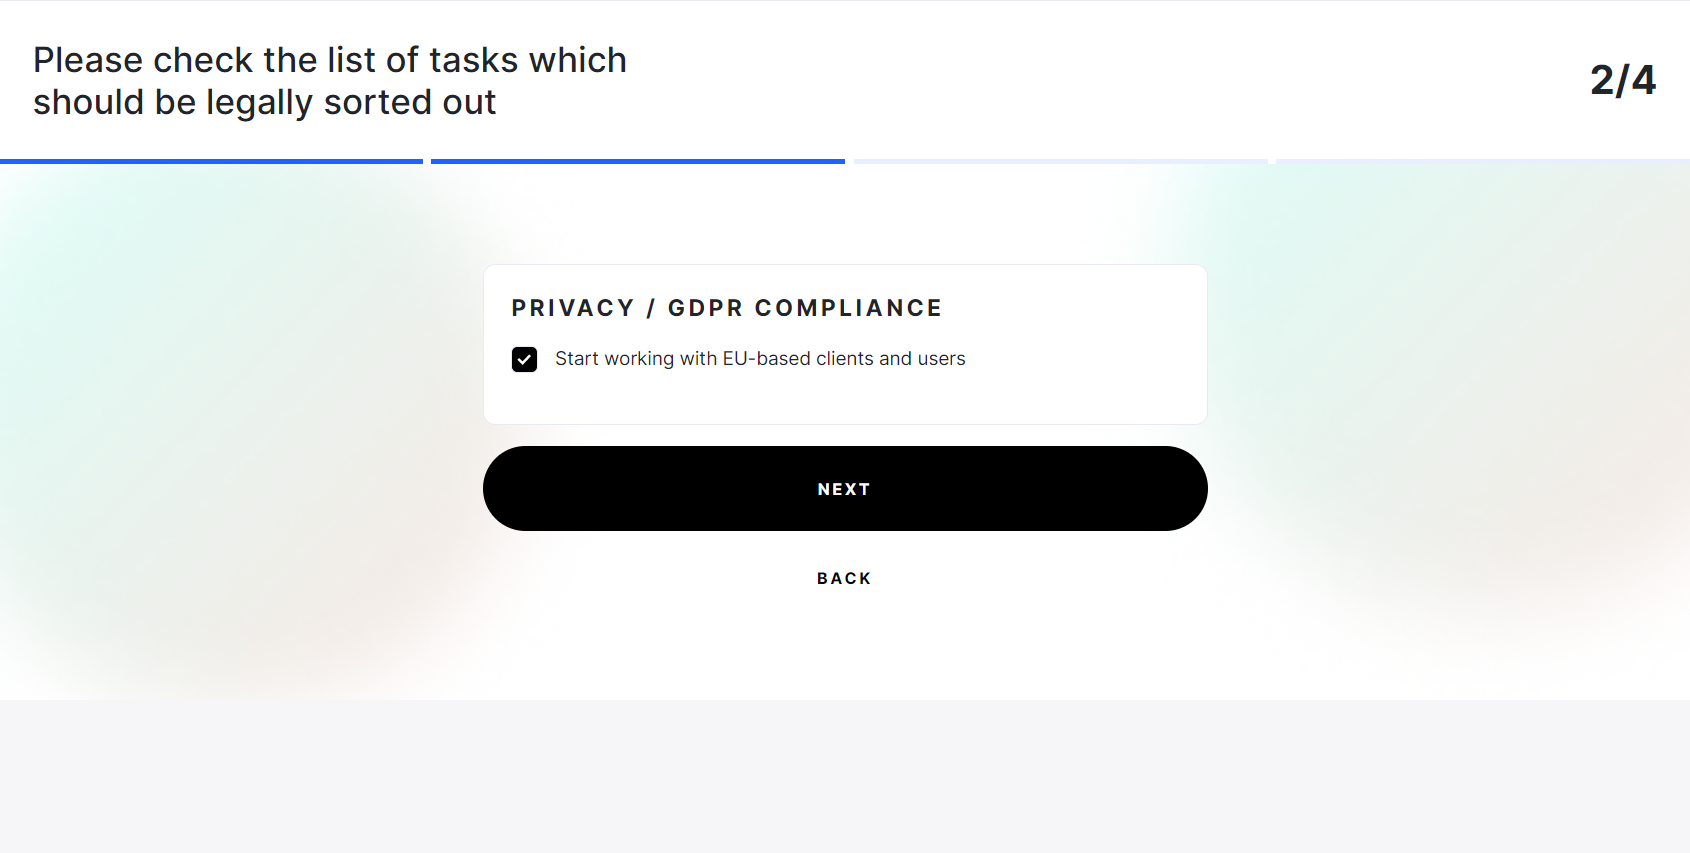 Please check the list of tasks which
should be legally sorted out
2/4
PRIVACY / GDPR COMPLIANCE
Start working with EU-based clients and users
NEXT
BACK